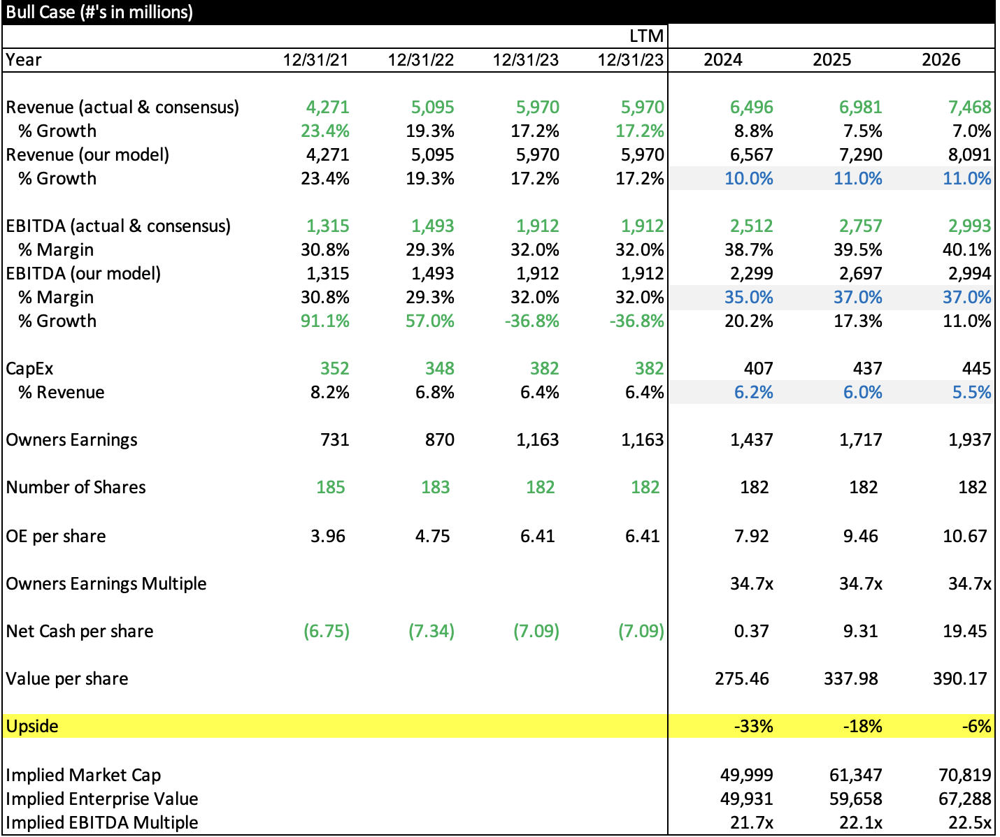 Bull Case (#'s in millions)
LTM
Year 12/31/21 12/31/22 12/31/23 12/31/23 2024 2025 2026
Revenue (actual & consensus) 4,271 5,095 5,970 5,970 6,496 6,981 7,468
% Growth 23.4% 19.3% 17.2% 17.2% 8.8% 7.5% 7.0%
Revenue (our model) 4,271 5,095 5,970 5,970 6,567 7,290 8,091
% Growth 23.4% 19.3% 17.2% 17.2% 10.0% 11.0% 11.0%
EBITDA (actual & consensus) 1,315 1,493 1,912 1,912 2,512 2,757 2,993
% Margin 30.8% 29.3% 32.0% 32.0% 38.7% 39.5% 40.1%
EBITDA (our model) 1,315 1,493 1,912 1,912 2,299 2,697 2,994
% Margin 30.8% 29.3% 32.0% 32.0% 35.0% 37.0% 37.0%
% Growth 91.1% 57.0% -36.8% -36.8% 20.2% 17.3% 11.0%
CapEx 352 348 382 382 407 437 445
% Revenue 8.2% 6.8% 6.4% 6.4% 6.2% 6.0% 5.5%
Owners Earnings 731 870 1,163 1,163 1,437 1,717 1,937
Number of Shares 185 183 182 182 182 182 182
OE per share 3.96 4.75 6.41 6.41 7.92 9.46 10.67
Owners Earnings Multiple 34.7x 34.7x 34.7x
Net Cash per share (6.75) (7.34) (7.09) (7.09) 0.37 9.31 19.45
Value per share 275.46 337.98 390.17
Upside -33% -18% -6%
Implied Market Cap 49,999 61,347 70,819
Implied Enterprise Value 49,931 59,658 67,288
Implied EBITDA Multiple 21.7x 22.1x 22.5x